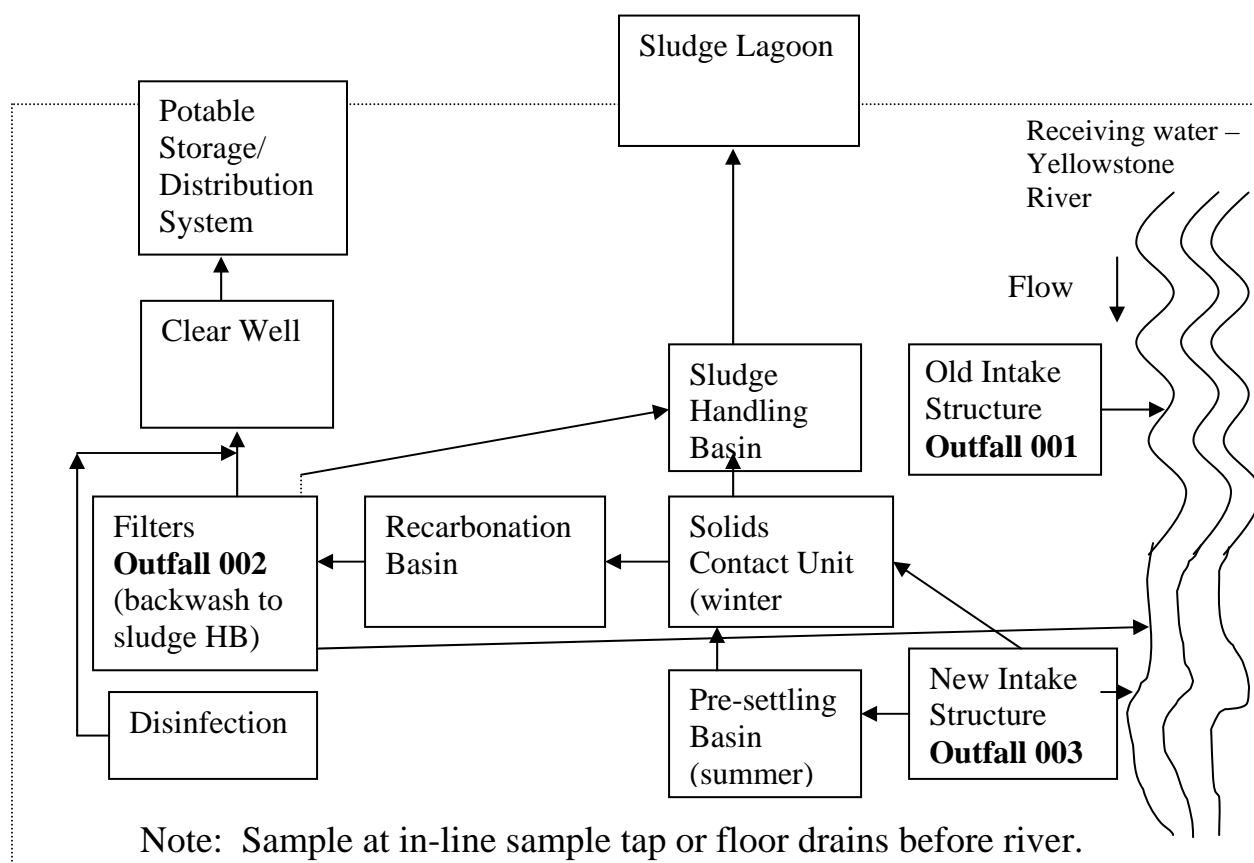 Sludge Lagoon
Potable
Storage/
Distribution
System
Receiving water –
Yellowstone
River
Flow
Clear Well
Sludge
Handling
Basin
Old Intake
Structure
Outfall 001
Filters
Outfall 002
(backwash to
sludge HB)
Recarbonation
Basin
Solids
Contact Unit
(winter
Disinfection
Pre-settling
Basin
(summer)
New Intake
Structure
Outfall 003
Note: Sample at in-line sample tap or floor drains before river.